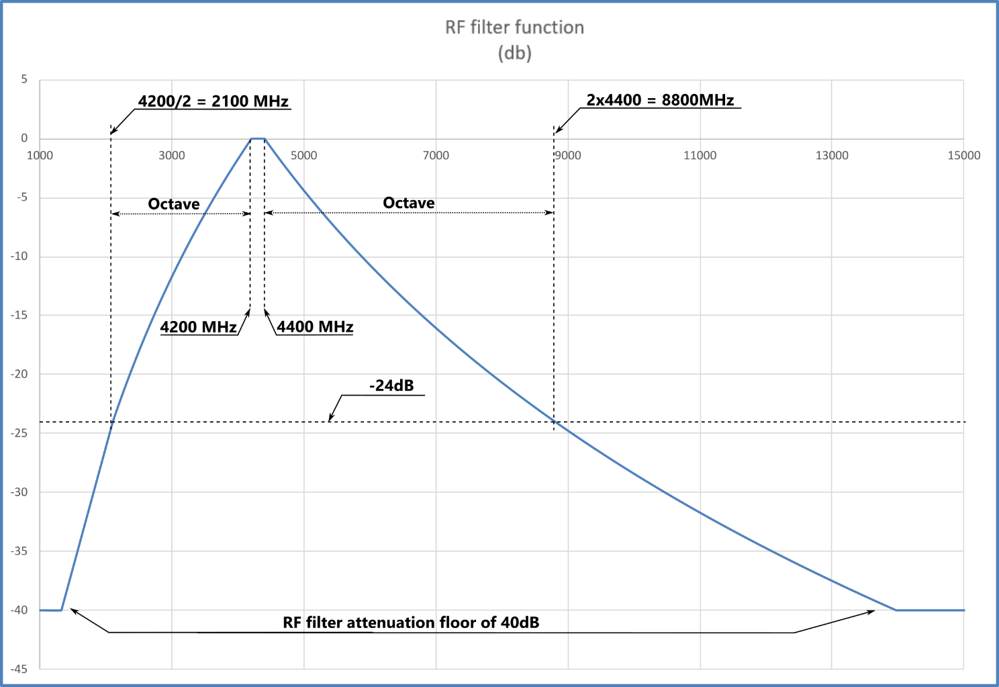 RF filter function
(db)
5
4200/2 = 2100 MHz
2x4400 = 8800MHz
0
1000 3000 5000 7000 9000 11000 13000 15000
-5
Octave Octave
-10
-15
4200 MHz 4400 MHz
-20
-24dB
-25
-30
-35
-40
RF filter attenuation floor of 40dB
-45